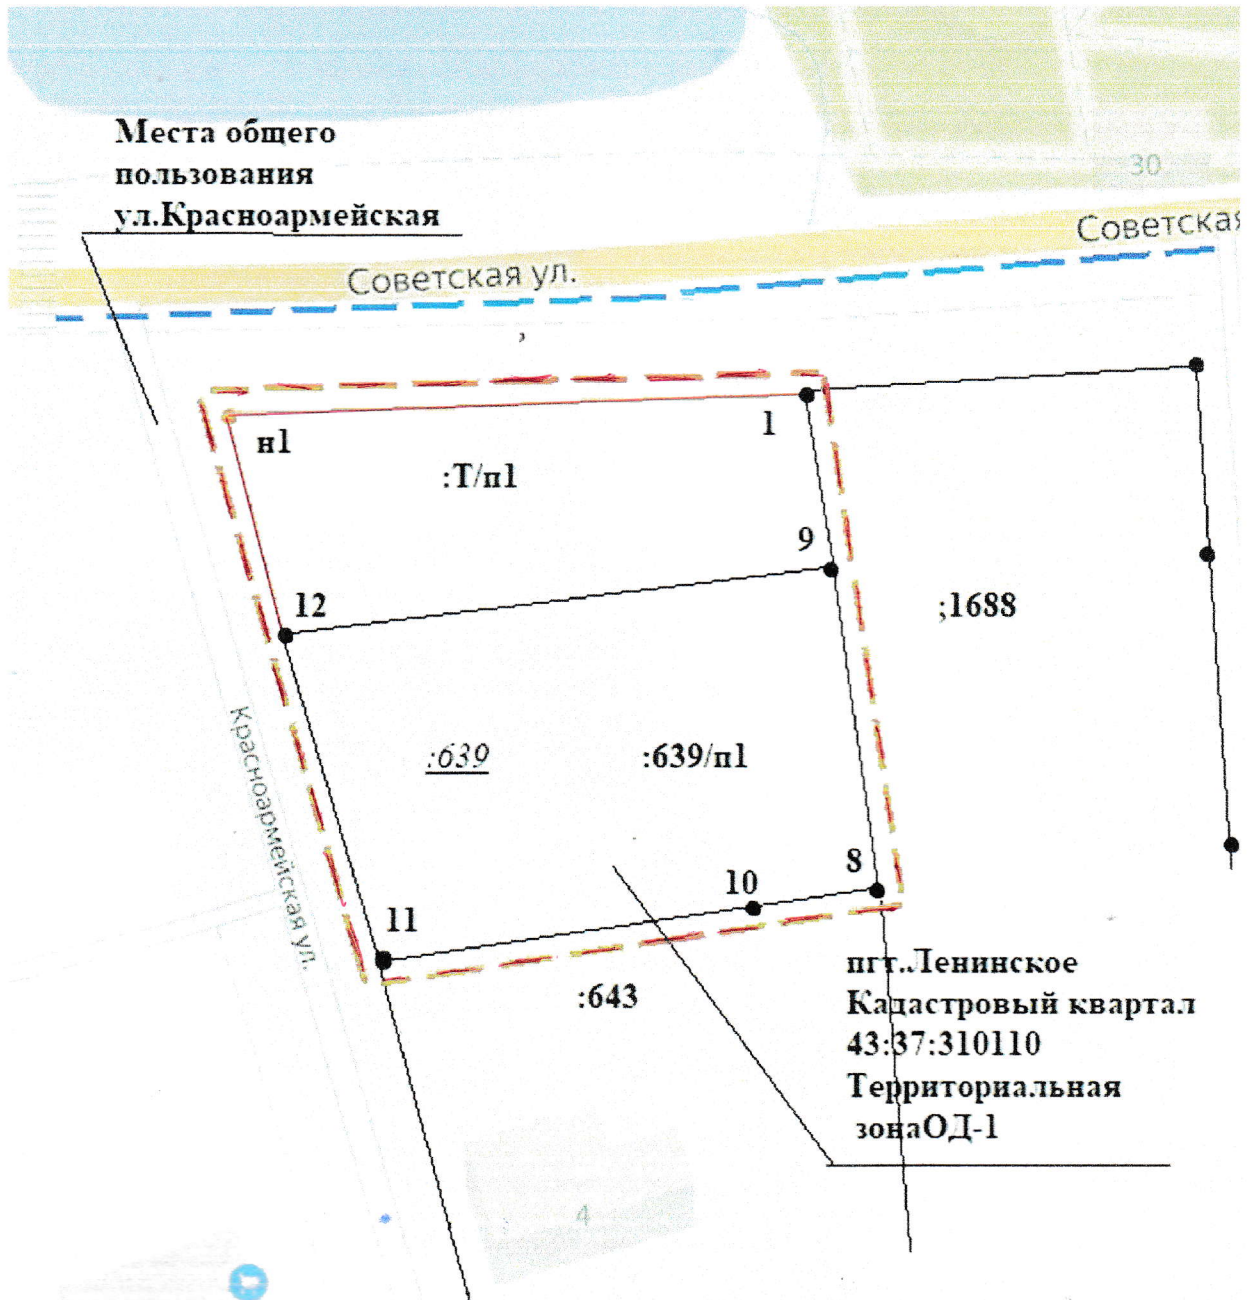 Места общего
пользования
ул.Красноармейская
30
Советская
Советская ул.
,
н1
1
:Т/п1
9
12
;1688
:639
:639/п1
Красноармейская ул.
8
10
11
:643
пгт..Ленинское
Кадастровый квартал
43:37:310110
Территориальная
зонаОД-1
4